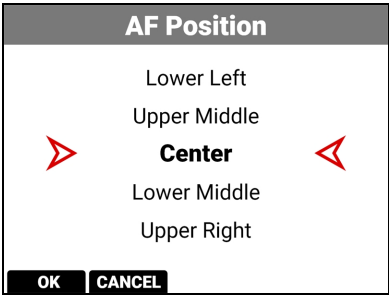 AF Position
Lower Left
Upper Middle
Center
Lower Middle
Upper Right
OK CANCEL